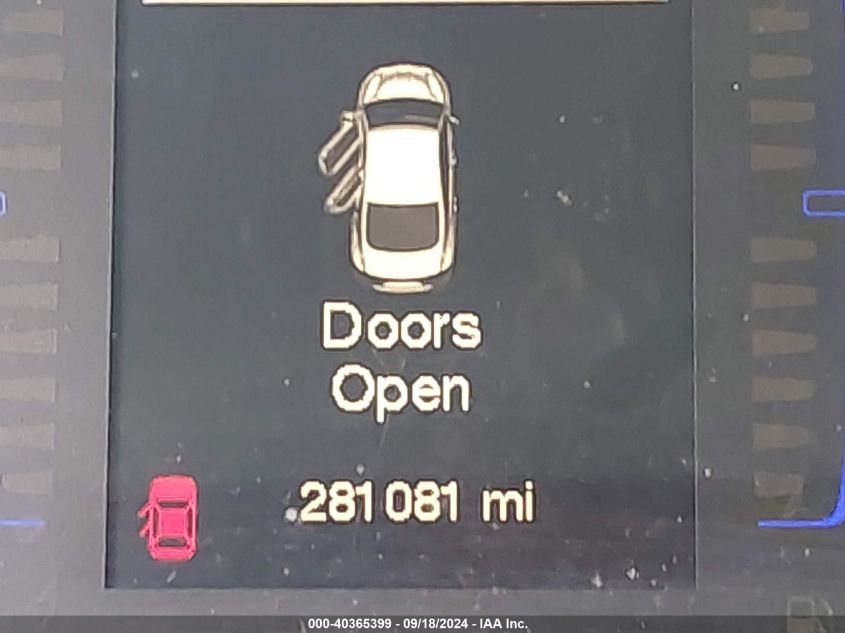 Doors
Open
281081 mi
000-40365399 - 09/18/2024 - IAA Inc.